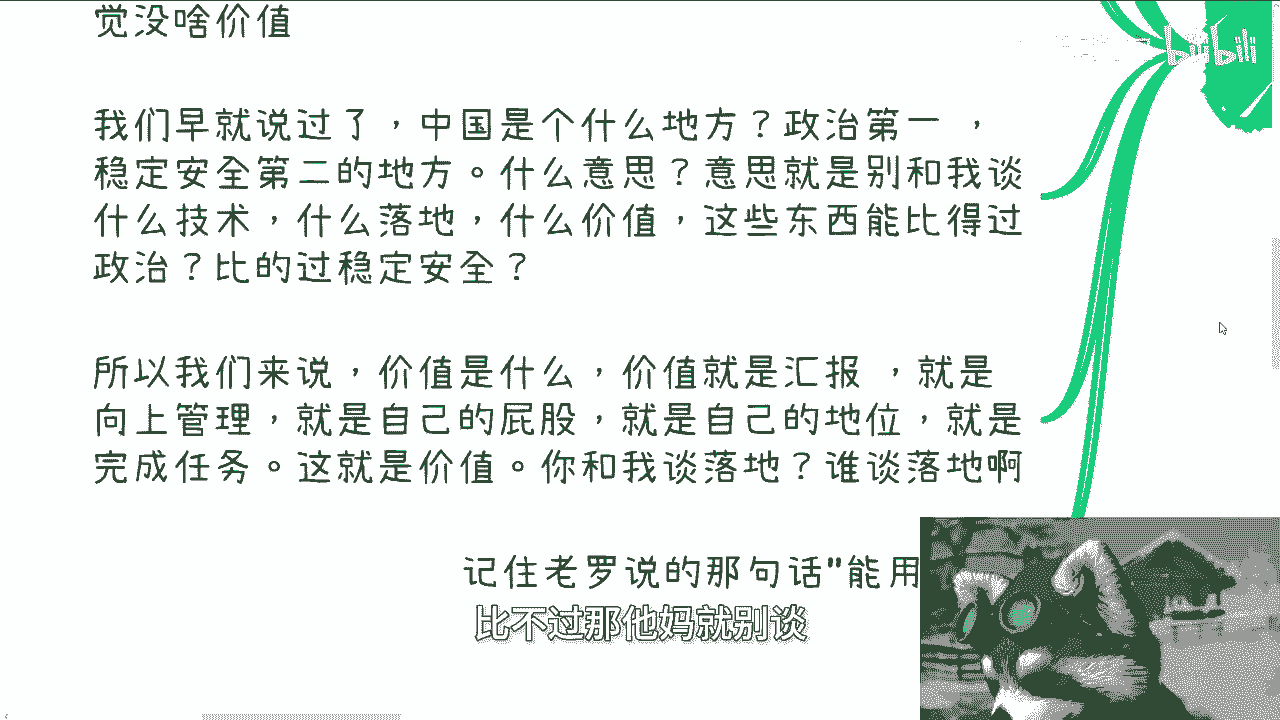 觉没啥价值
bilibili
我们早就说过了，中国是个什么地方？政治第一 ，
稳定安全第二的地方。什么意思？意思就是别和我谈
什么技术，什么落地，什么价值，这些东西能比得过
政治？比的过稳定安全？
所以我们来说，价值是什么，价值就是汇报 ，就是
向上管理，就是自己的屁股，就是自己的地位，就是
完成任务。这就是价值。你和我谈落地？谁谈落地啊
记住老罗说的那句话"能用
比不过那他妈就别谈